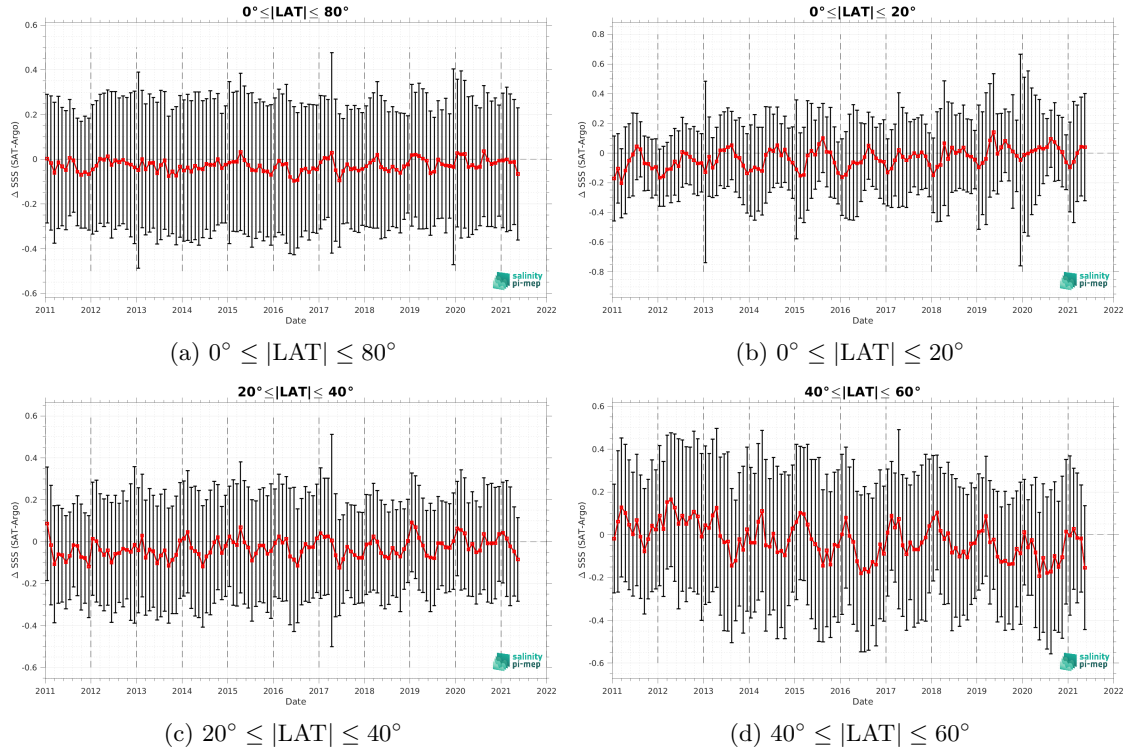 0°≤|LAT|≤ 80°
0.6
0.4
0.2
0
-0.2
-0.4
-0.6
Δ SSS (SAT-Argo)
2011 2012 2013 2014 2015 2016 2017 2018 2019 2020 2021 2022
Date
salinity
pi-mep
(a) 0° ≤ |LAT| ≤ 80°
0°≤|LAT|≤ 20°
0.8
0.6
0.4
0.2
0
-0.2
-0.4
-0.6
-0.8
Δ SSS (SAT-Argo)
2011 2012 2013 2014 2015 2016 2017 2018 2019 2020 2021 2022
Date
salinity
pi-mep
(b) 0° ≤ |LAT| ≤ 20°
20°≤|LAT|≤ 40°
0.6
0.4
0.2
0
-0.2
-0.4
-0.6
Δ SSS (SAT-Argo)
2011 2012 2013 2014 2015 2016 2017 2018 2019 2020 2021 2022
Date
salinity
pi-mep
(c) 20° ≤ |LAT| ≤ 40°
40°≤|LAT|≤ 60°
0.6
0.4
0.2
0
-0.2
-0.4
-0.6
Δ SSS (SAT-Argo)
2011 2012 2013 2014 2015 2016 2017 2018 2019 2020 2021 2022
Date
salinity
pi-mep
(d) 40° ≤ |LAT| ≤ 60°